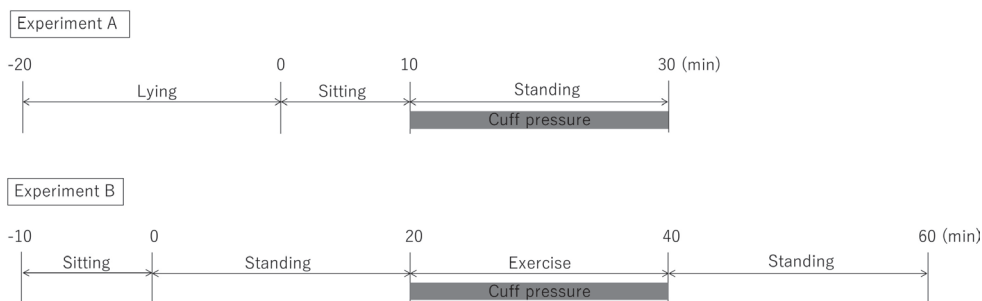 Experiment A
-20 0 10 30 (min)
Lying Sitting Standing
Cuff pressure
Experiment B
-10 0 20 40 60 (min)
Sitting Standing Exercise Standing
Cuff pressure